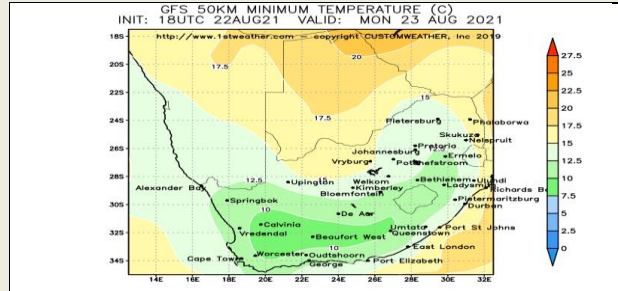 GFS 50KM MINIMUM TEMPERATURE (C)
INIT: 18UTC 22AUG21 VALID: MON 23 AUG 2021
http://www.1stweather.com – copyright CUSTOMWEATHER, Inc 2019
18S
20S
22S
24S
26S
28S
30S
32S
34S
20
17.5
15
17.5
Pietersburg
Phalaborwa
Skukuza
Nelspruit
Pretoria
12.5
Johannesburg
Ermelo
Vryburg
Potchefstroom
12.5
15
Upington
Welkom
Bethlehem
Ulundi
Alexander Bay
Kimberley
Ladysmith
Richards B
Bloemfontein
Springbok
Pietermaritzburg
10
De Aar
Durban
Calvinia
Vredendal
Beaufort West
Umtata
Port St Johns
Queenstown
10
East London
Cape Town
Worcester
Oudtshoorn
George
Port Elizabeth
14E 16E 18E 20E 22E 24E 26E 28E 30E 32E
27.5
25
22.5
20
17.5
15
12.5
10
7.5
5
2.5
0